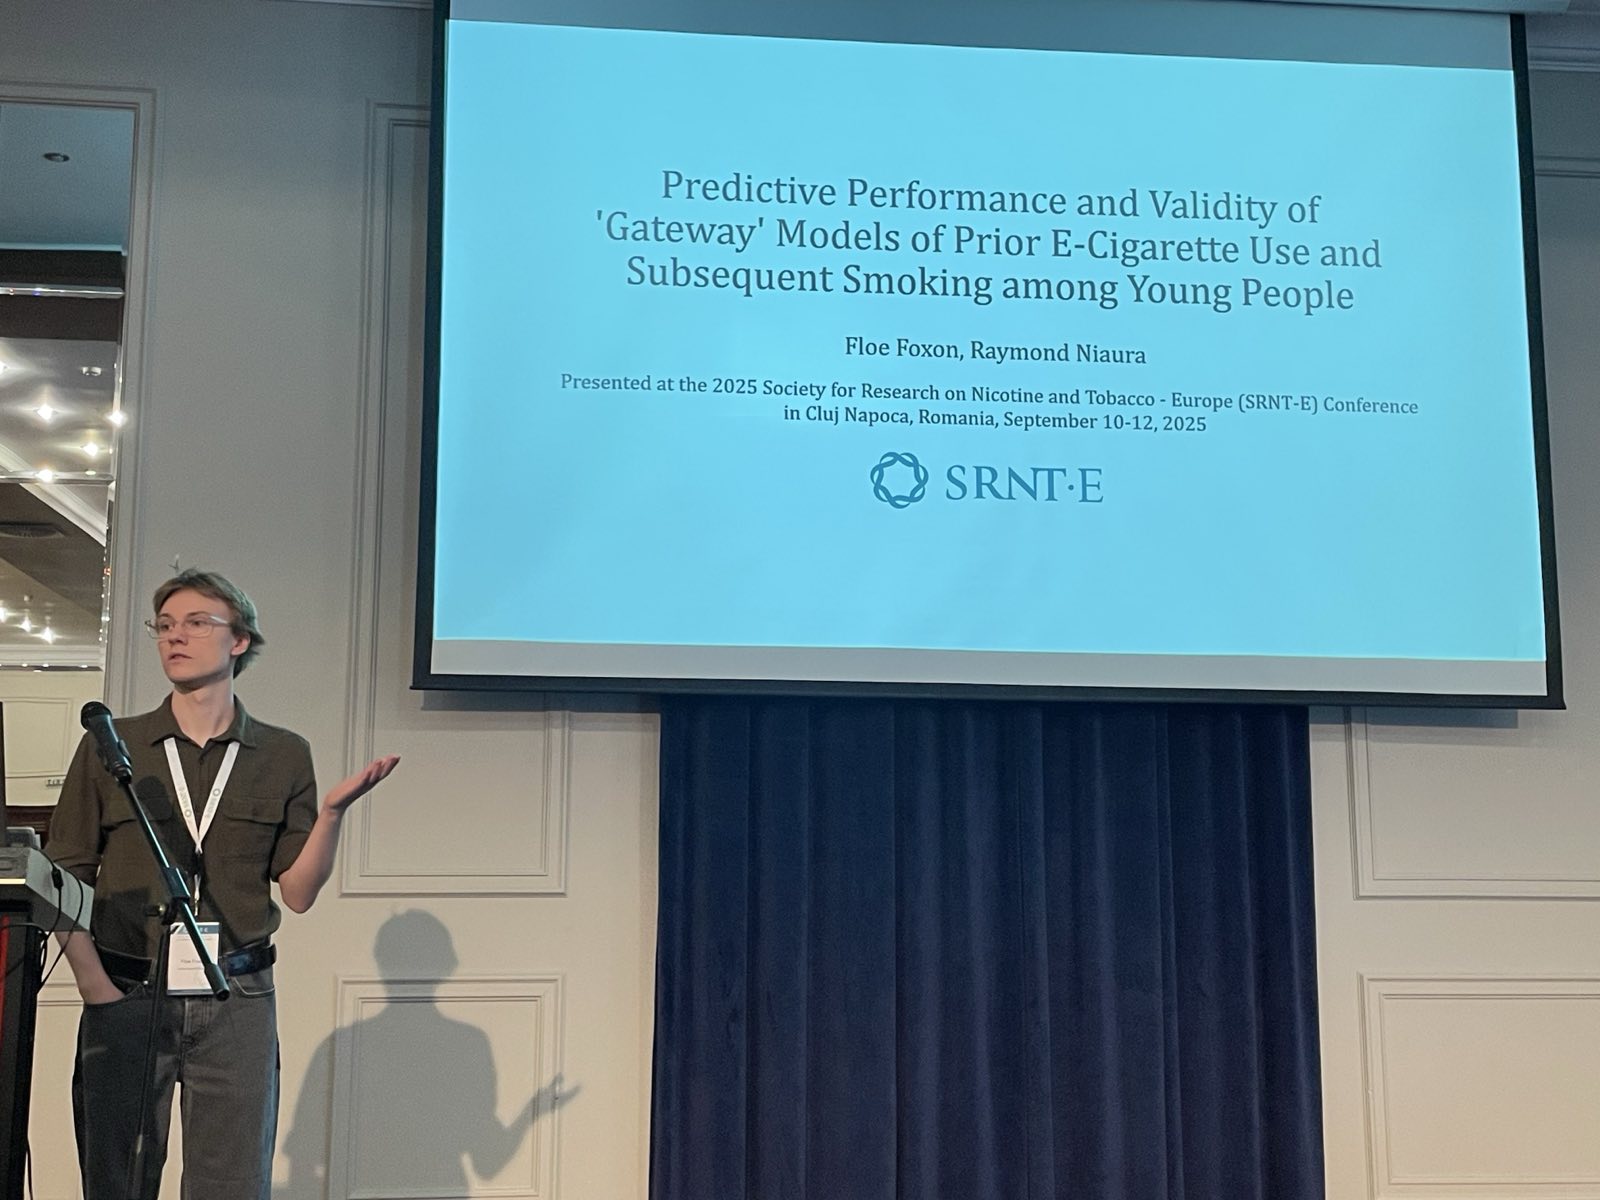 Predictive Performance and Validity of
'Gateway' Models of Prior E-Cigarette Use and
Subsequent Smoking among Young People
Floe Foxon, Raymond Niaura
Presented at the 2025 Society for Research on Nicotine and Tobacco - Europe (SRNT-E) Conference
in Cluj Napoca, Romania, September 10-12, 2025
SRNT·E